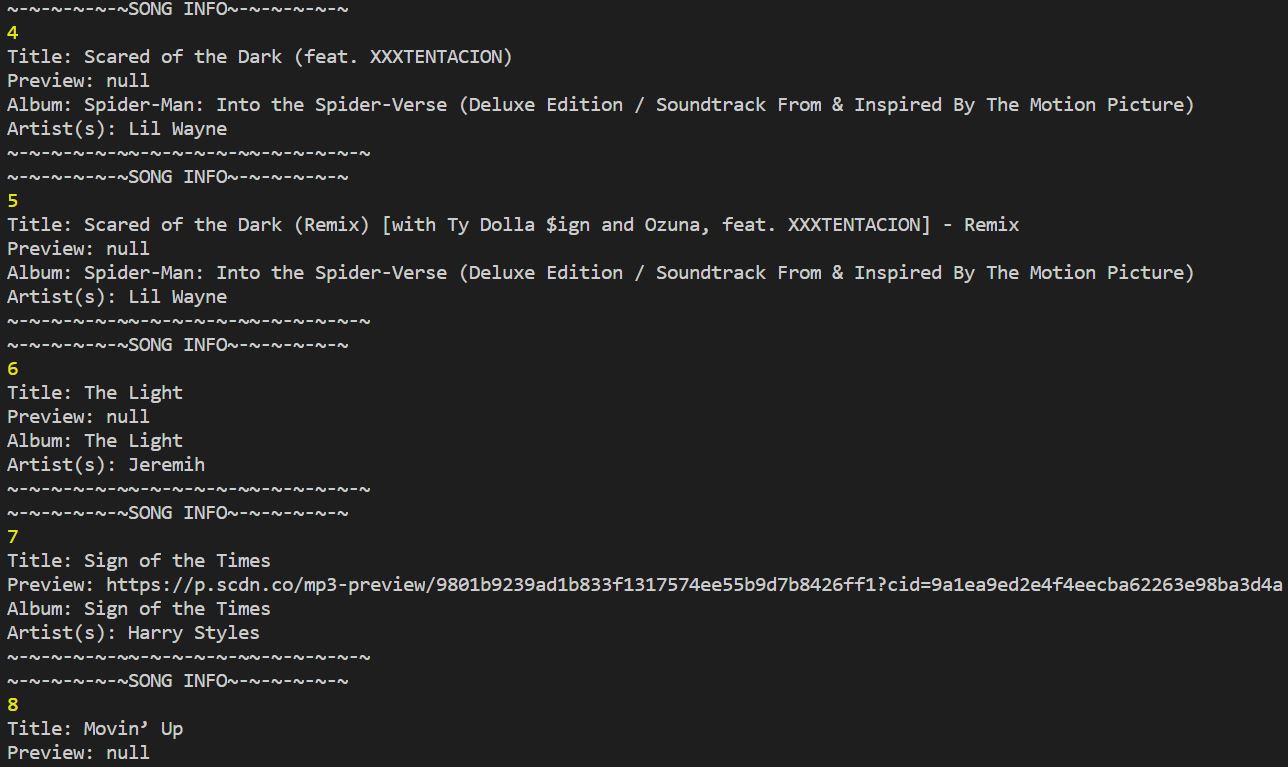 ~-~-~-~-~-~SONG INFO~-~-~-~-~-~
4
Title: Scared of the Dark (feat. XXXTENTACION)
Preview: null
Album: Spider-Man: Into the Spider-Verse (Deluxe Edition / Soundtrack From & Inspired By The Motion Picture)
Artist(s): Lil Wayne
~-~-~-~-~-~~-~-~-~-~-~~-~-~-~-~-~
~-~-~-~-~-~SONG INFO~-~-~-~-~-~
5
Title: Scared of the Dark (Remix) [with Ty Dolla $ign and Ozuna, feat. XXXTENTACION] - Remix
Preview: null
Album: Spider-Man: Into the Spider-Verse (Deluxe Edition / Soundtrack From & Inspired By The Motion Picture)
Artist(s): Lil Wayne
~-~-~-~-~-~~-~-~-~-~-~~-~-~-~-~-~
~-~-~-~-~-~SONG INFO~-~-~-~-~-~
6
Title: The Light
Preview: null
Album: The Light
Artist(s): Jeremih
~-~-~-~-~-~~-~-~-~-~-~~-~-~-~-~-~
~-~-~-~-~-~SONG INFO~-~-~-~-~-~
7
Title: Sign of the Times
Preview: https://p.scdn.co/mp3-preview/9801b9239ad1b833f1317574ee55b9d7b8426ff1?cid=9a1ea9ed2e4f4eecba62263e98ba3d4a
Album: Sign of the Times
Artist(s): Harry Styles
~-~-~-~-~-~~-~-~-~-~-~~-~-~-~-~-~
~-~-~-~-~-~SONG INFO~-~-~-~-~-~
8
Title: Movin’ Up
Preview: null